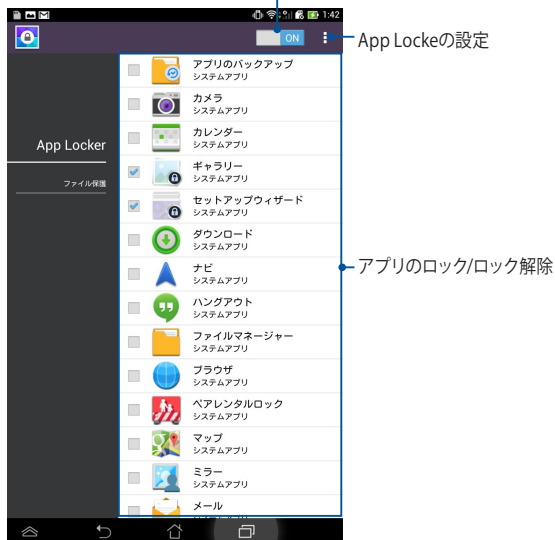 1:42
ON
App Lockeの設定
App Locker
ファイル保護
アプリのバックアップ
システムアプリ
カメラ
システムアプリ
カレンダー
システムアプリ
ギャラリー
システムアプリ
セットアップウィザード
システムアプリ
ダウンロード
システムアプリ
ナビ
システムアプリ
アプリのロック/ロック解除
ハングアウト
システムアプリ
ファイルマネージャー
システムアプリ
ブラウザ
システムアプリ
ペアレンタルロック
システムアプリ
マップ
システムアプリ
ミラー
システムアプリ
メール